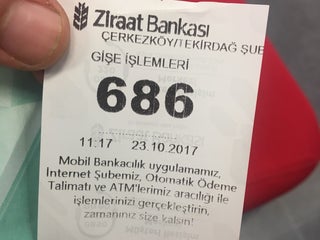 Ziraat Bankası
ÇERKEZKÖY/TEKİRDAĞ ŞUE
GİŞE İŞLEMLERİ
686
11:17 23.10.2017
Mobil Bankacılık uygulamamız,
İnternet Şubemiz, Otomatik Ödeme
Talimatı ve ATM'lerimiz aracılığı ile
işlemlerinizi gerçekleştirin,
zamanınız size kalsın!